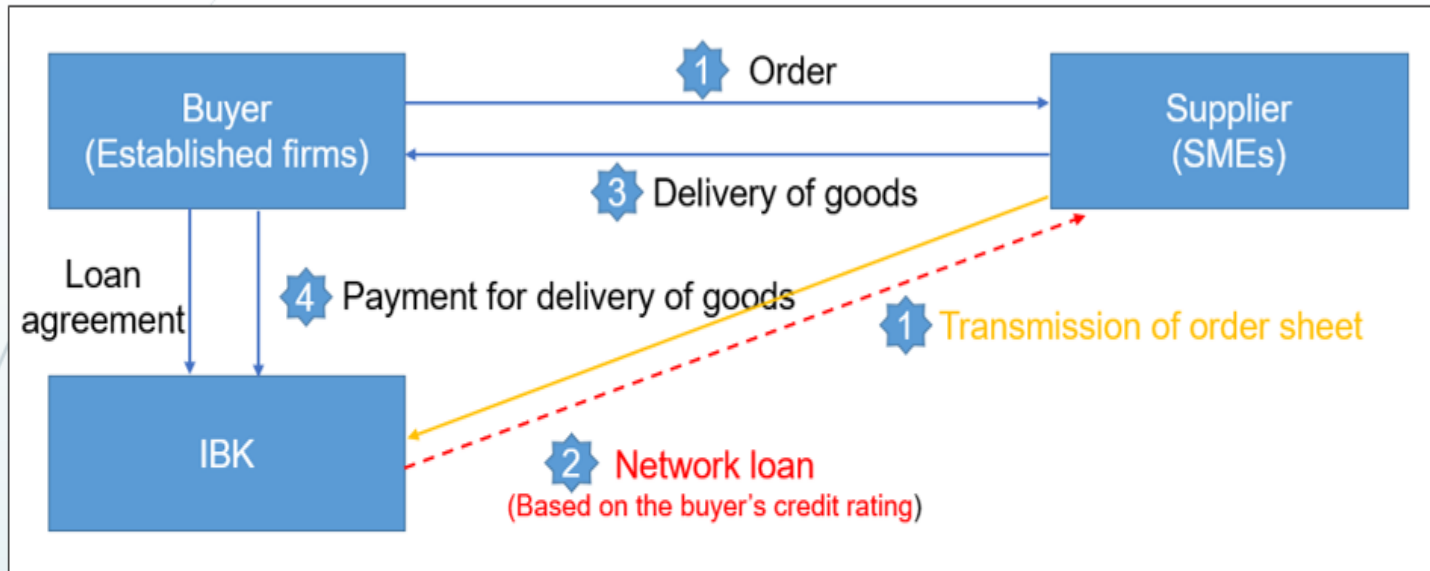 1 Order
Buyer
(Established firms)
Supplier
(SMEs)
3 Delivery of goods
Loan
agreement
4 Payment for delivery of goods
1 Transmission of order sheet
IBK
2 Network loan
(Based on the buyer's credit rating)